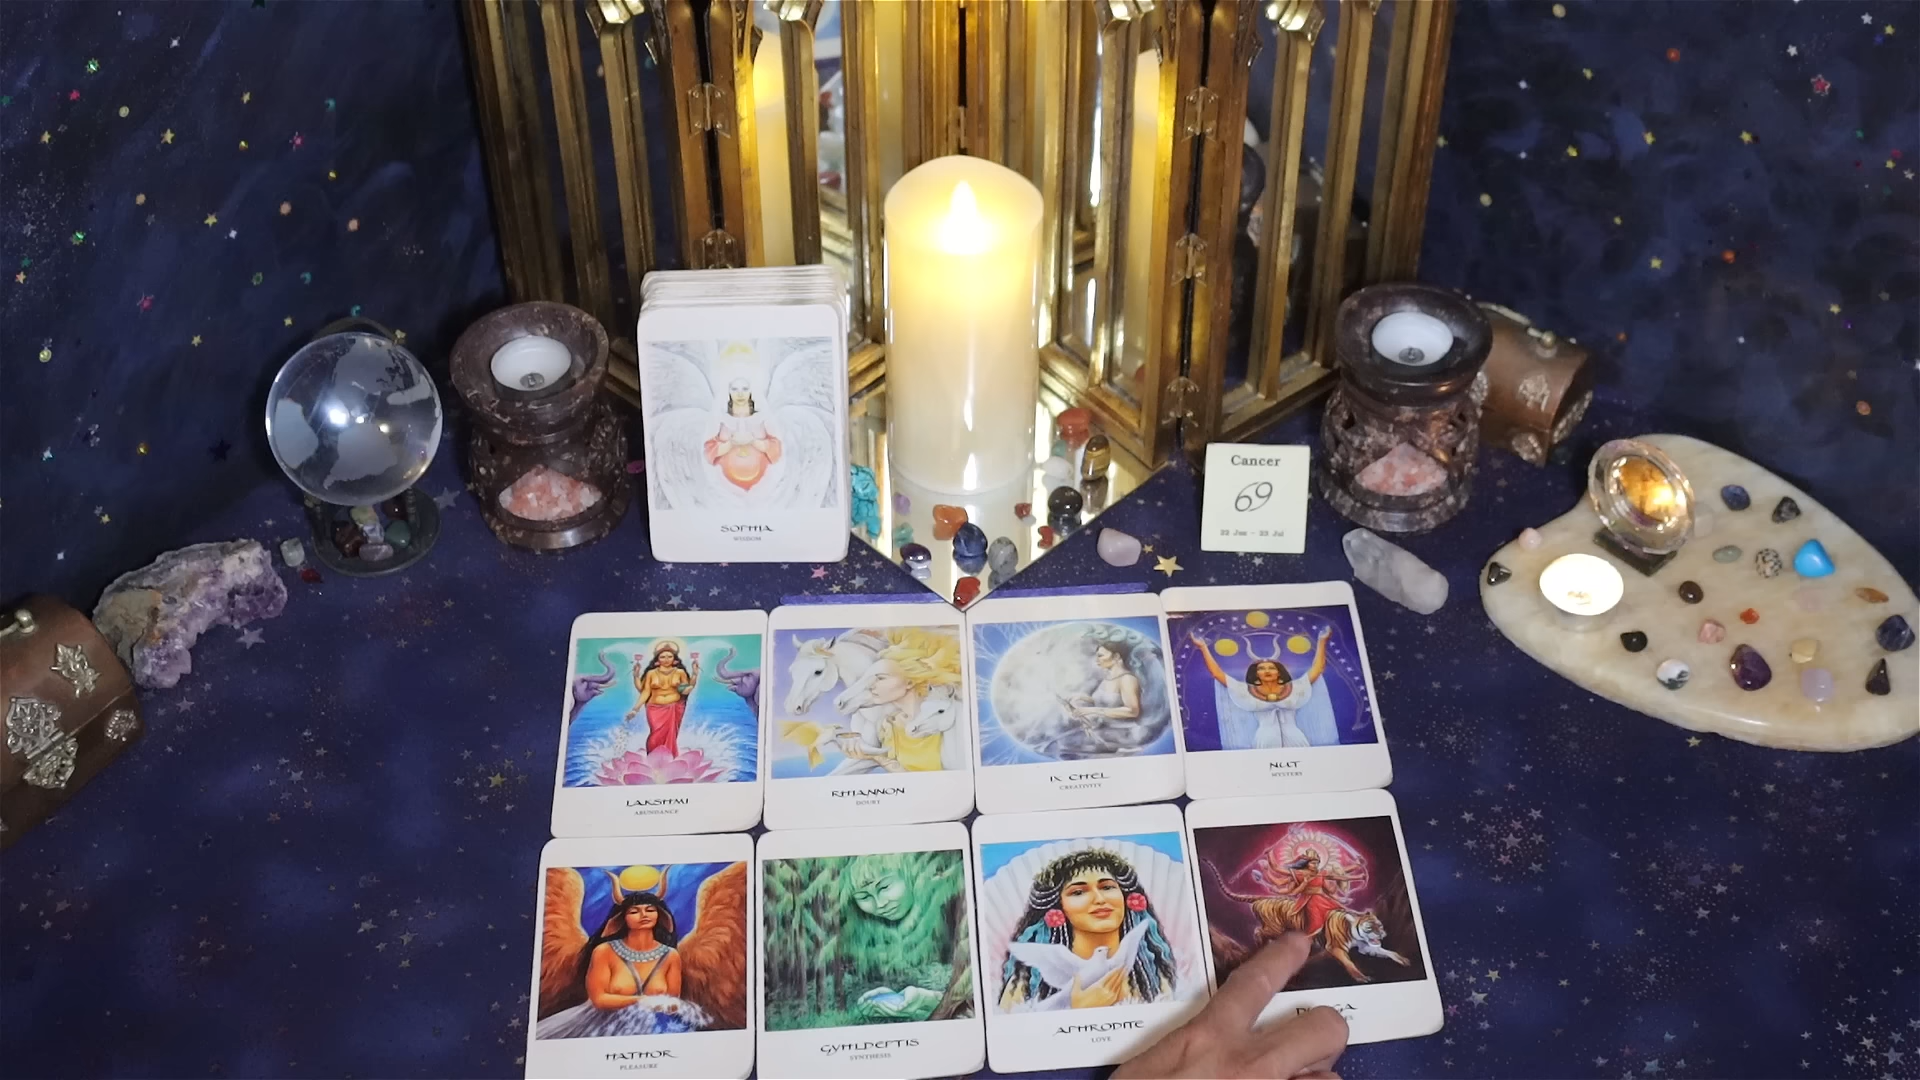 SOPHIA
WISDOM
Cancer
69
22 Jun - 23 Jul
LAKSHMI
ABUNDANCE
RHIANNON
DOUBT
IX CHEL
CREATIVITY
NUT
MYSTERY
HATHOR
PLEASURE
GYHLDEPTIS
SYNTHESIS
APHRODITE
LOVE